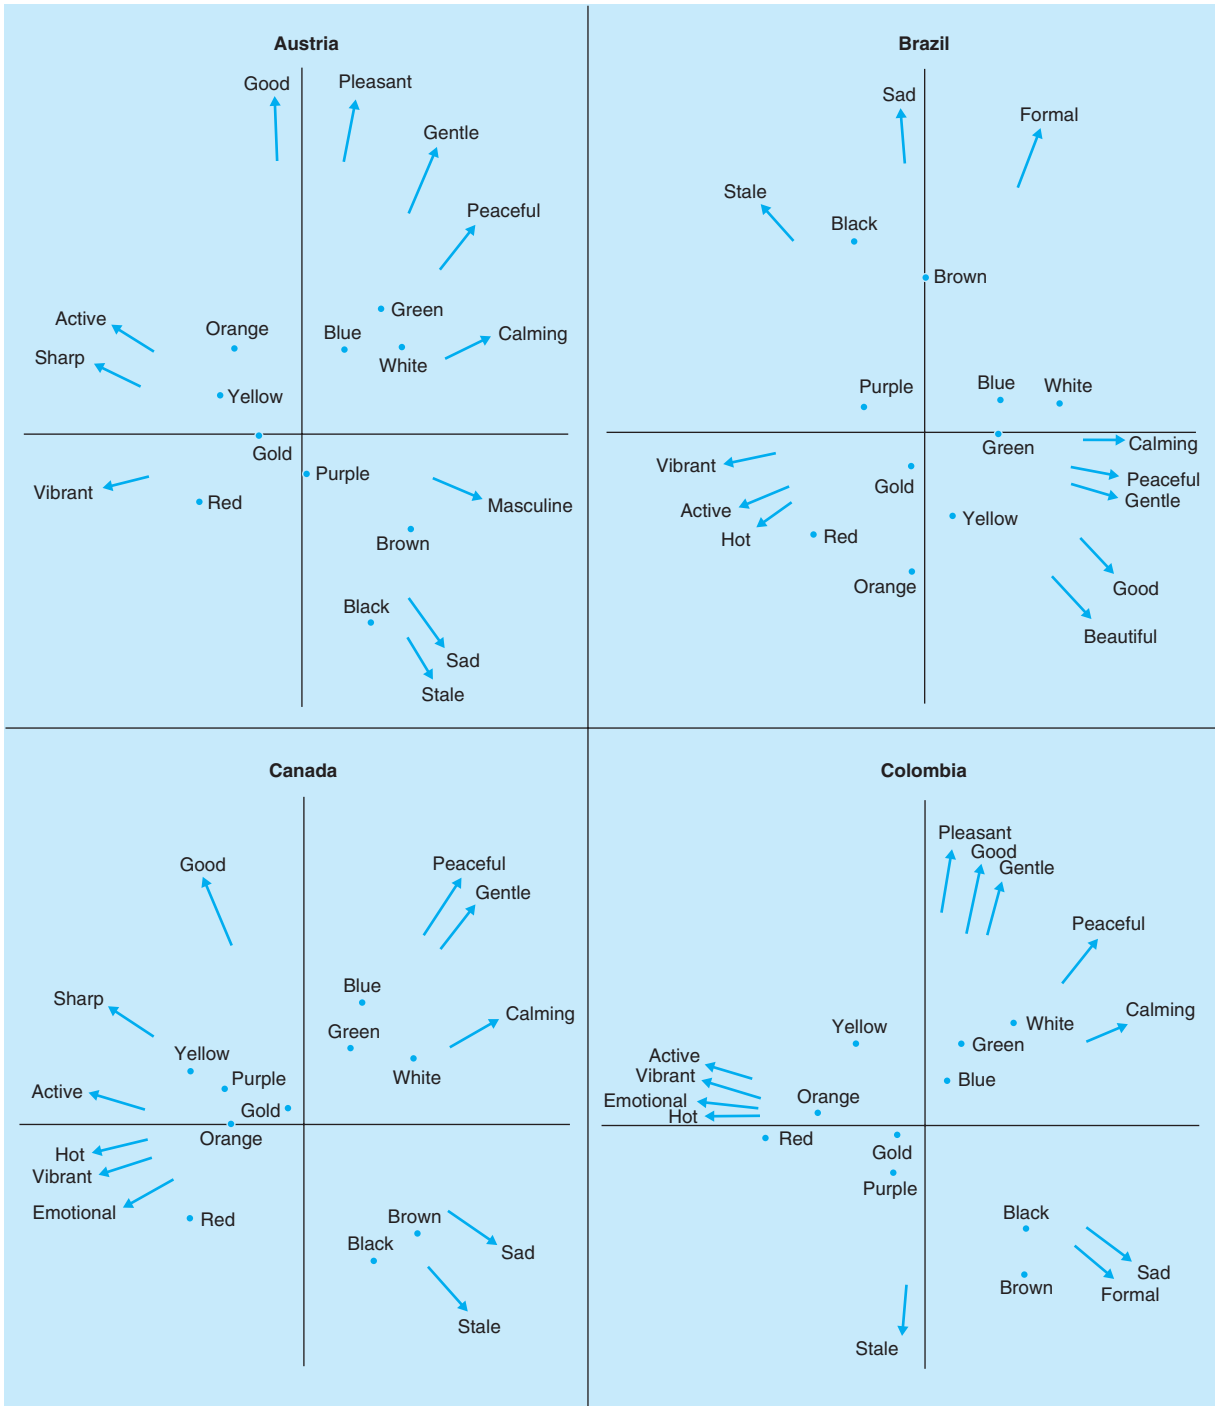 Austria
Good
Pleasant
Gentle
Peaceful
Active
Orange
Green
Blue
Calming
Sharp
White
Yellow
Gold
Purple
Vibrant
Red
Masculine
Brown
Black
Sad
Stale
Brazil
Sad
Formal
Stale
Black
Brown
Purple
Blue
White
Green
Calming
Vibrant
Gold
Peaceful
Gentle
Active
Yellow
Hot
Red
Orange
Good
Beautiful
Canada
Good
Peaceful
Gentle
Blue
Sharp
Calming
Green
Yellow
White
Purple
Active
Gold
Orange
Hot
Vibrant
Emotional
Red
Brown
Black
Sad
Stale
Colombia
Pleasant
Good
Gentle
Peaceful
Calming
White
Yellow
Green
Active
Vibrant
Blue
Emotional
Orange
Hot
Red
Gold
Purple
Black
Sad
Brown
Formal
Stale